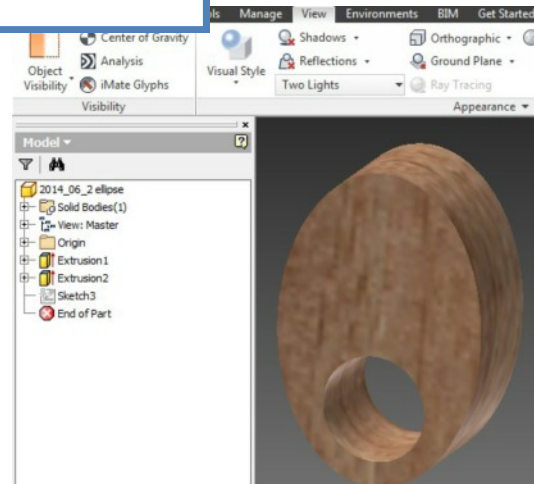 Manage View Environments BIM Get Started
Center of Gravity Shadows Orthographic
Object Visibility Analysis Visual Style Reflections Ground Plane
iMate Glyphs Two Lights Ray Tracing
Visibility Appearance
Model
2014_06_2 ellipse
Solid Bodies(1)
View: Master
Origin
Extrusion1
Extrusion2
Sketch3
End of Part